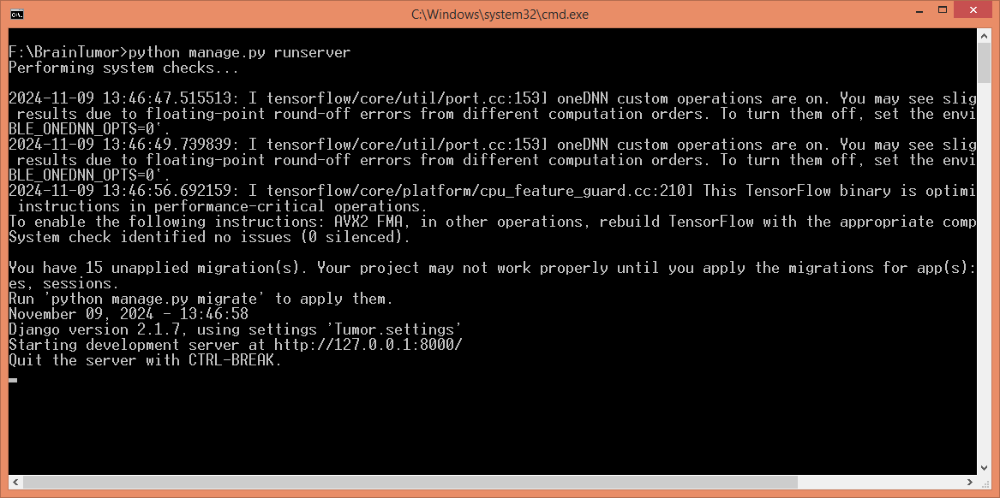 C:\Windows\system32\cmd.exe
F:\BrainTumor>python manage.py runserver
Performing system checks...
2024-11-09 13:46:47.515513: I tensorflow/core/util/port.cc:153] oneDNN custom operations are on. You may see slig
results due to floating-point round-off errors from different computation orders. To turn them off, set the envi
BLE_ONEDNN_OPTS=0`.
2024-11-09 13:46:49.739839: I tensorflow/core/util/port.cc:153] oneDNN custom operations are on. You may see slig
results due to floating-point round-off errors from different computation orders. To turn them off, set the envi
BLE_ONEDNN_OPTS=0`.
2024-11-09 13:46:56.692159: I tensorflow/core/platform/cpu_feature_guard.cc:210] This TensorFlow binary is optimi
instructions in performance-critical operations.
To enable the following instructions: AVX2 FMA, in other operations, rebuild TensorFlow with the appropriate comp
System check identified no issues (0 silenced).
You have 15 unapplied migration(s). Your project may not work properly until you apply the migrations for app(s):
es, sessions.
Run 'python manage.py migrate' to apply them.
November 09, 2024 - 13:46:58
Django version 2.1.7, using settings 'Tumor.settings'
Starting development server at http://127.0.0.1:8000/
Quit the server with CTRL-BREAK.